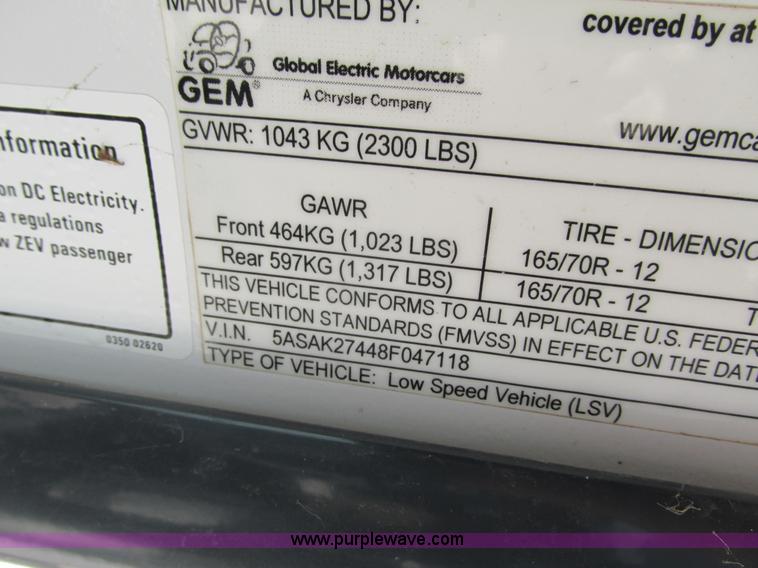 MANUFACTURED BY:
covered by at
Global Electric Motorcars
GEM®
A Chrysler Company
www.gemca
GVWR: 1043 KG (2300 LBS)
GAWR
Front 464KG (1,023 LBS)
Rear 597KG (1,317 LBS)
TIRE - DIMENSIO
165/70R - 12
165/70R - 12
T
THIS VEHICLE CONFORMS TO ALL APPLICABLE U.S. FEDER
PREVENTION STANDARDS (FMVSS) IN EFFECT ON THE DAT
V.I.N. 5ASAK27448F047118
TYPE OF VEHICLE: Low Speed Vehicle (LSV)
nformation
on DC Electricity.
a regulations
w ZEV passenger
0350 02620
www.purplewave.com